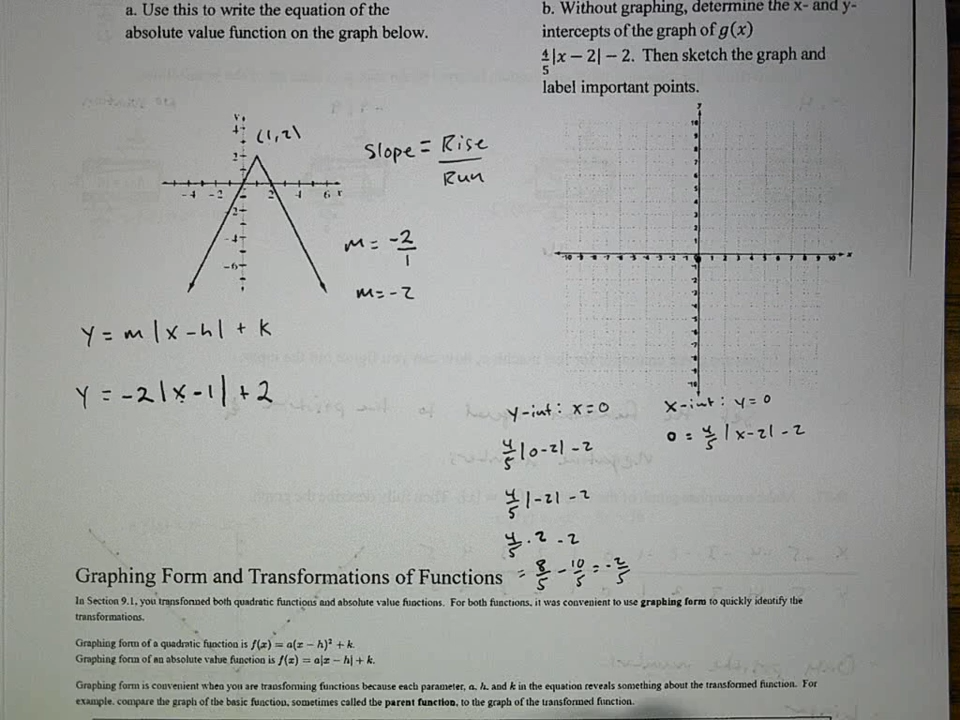 a. Use this to write the equation of the
absolute value function on the graph below.
(1,2)
Slope = Rise
Run
m = -2
1
m = -2
y = m |x - h| + k
y = -2|x - 1| + 2
b. Without graphing, determine the x- and y-
intercepts of the graph of g(x)
4/5|x − 2| − 2. Then sketch the graph and
label important points.
y-int: x = 0
4/5 |0 - 2| - 2
4/5 |-2| - 2
4/5 · 2 - 2
= 8/5 - 10/5 = -2/5
x-int: y = 0
0 = 4/5 |x - 2| - 2
Graphing Form and Transformations of Functions
In Section 9.1, you transformed both quadratic functions and absolute value functions. For both functions, it was convenient to use graphing form to quickly identify the
transformations.
Graphing form of a quadratic function is f(x) = a(x − h)² + k.
Graphing form of an absolute value function is f(x) = a|x − h| + k.
Graphing form is convenient when you are transforming functions because each parameter, a, h, and k in the equation reveals something about the transformed function. For
example, compare the graph of the basic function, sometimes called the parent function, to the graph of the transformed function.